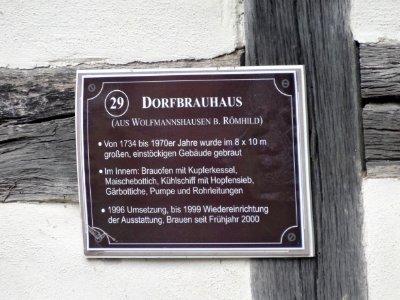 29 DORFBRAUHAUS
(AUS WOLFMANNSHAUSEN B. RÖMHILD)
• Von 1734 bis 1970er Jahre wurde im 8 x 10 m
großen, einstöckigen Gebäude gebraut
• Im Innern: Brauofen mit Kupferkessel,
Maischebottich, Kühlschiff mit Hopfensieb,
Gärbottiche, Pumpe und Rohrleitungen
• 1996 Umsetzung, bis 1999 Wiedereinrichtung
der Ausstattung, Brauen seit Frühjahr 2000